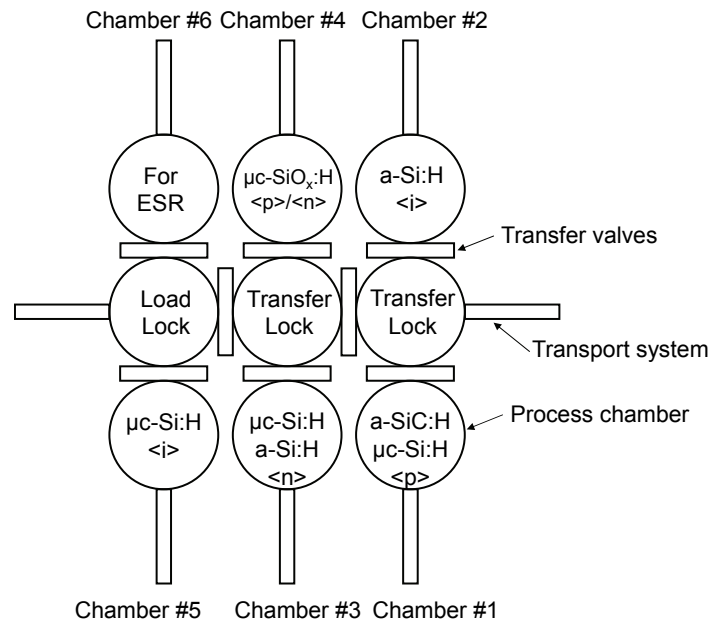 Chamber #6 Chamber #4 Chamber #2
For
ESR
µc-SiOₓ:H
<p>/<n>
a-Si:H
<i>
Transfer valves
Load
Lock
Transfer
Lock
Transfer
Lock
Transport system
µc-Si:H
<i>
µc-Si:H
a-Si:H
<n>
a-SiC:H
µc-Si:H
<p>
Process chamber
Chamber #5 Chamber #3 Chamber #1